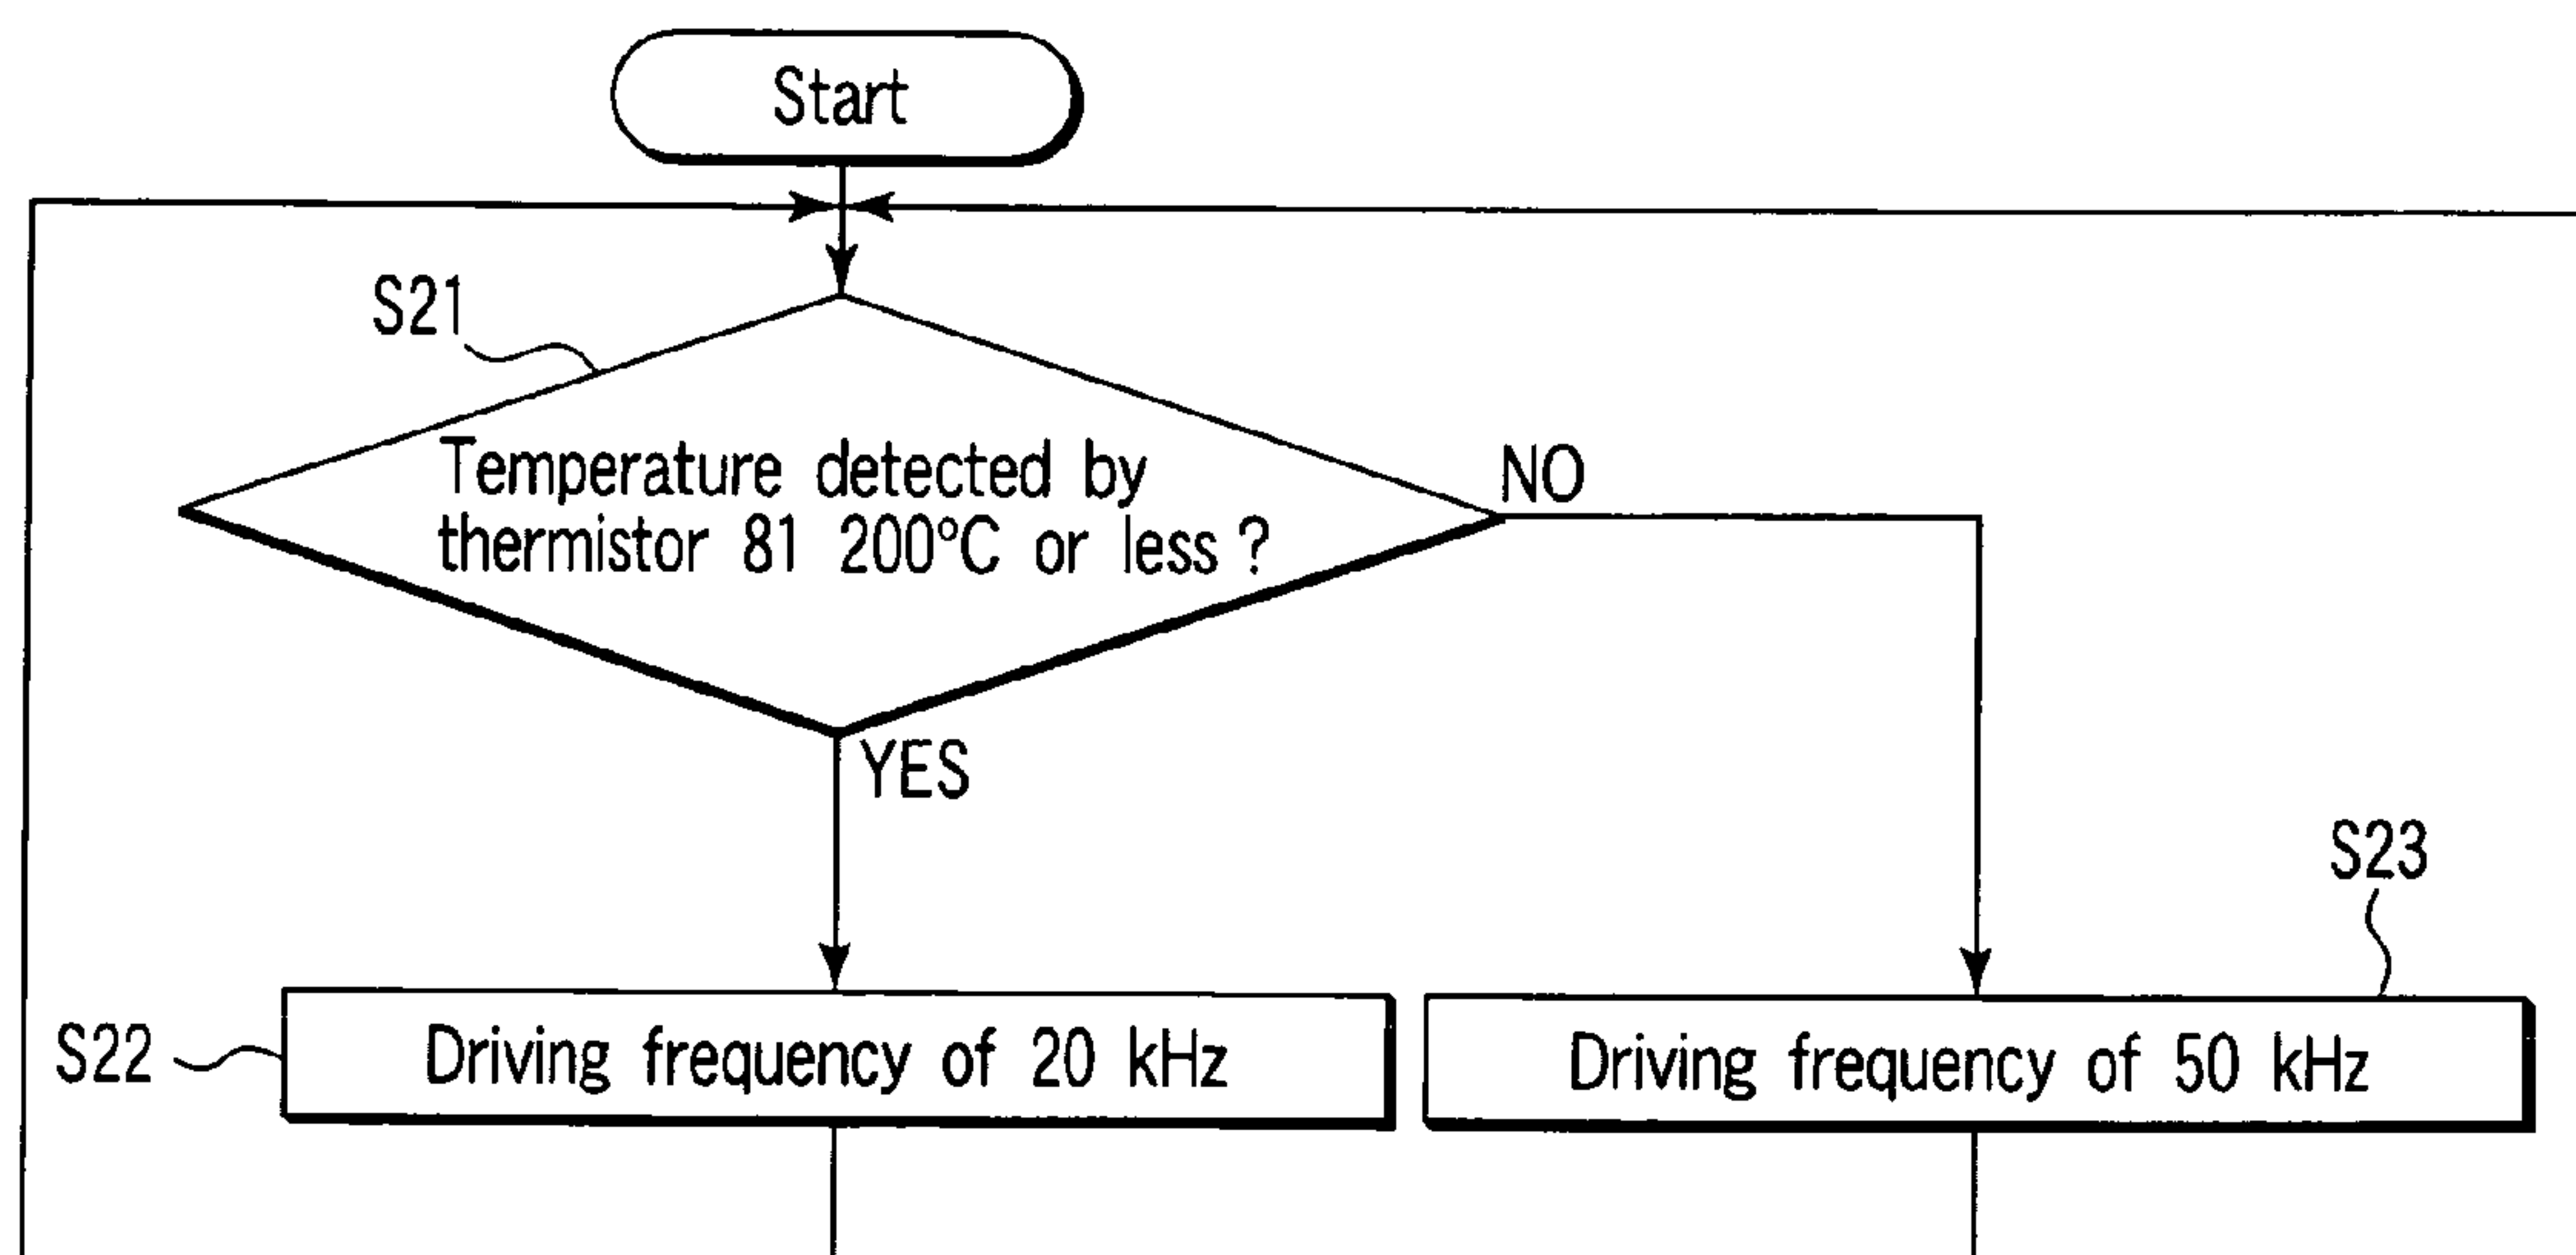 Start
S21
Temperature detected by
thermistor 81 200°C or less ?
NO
YES
S23
S22
Driving frequency of 20 kHz
Driving frequency of 50 kHz